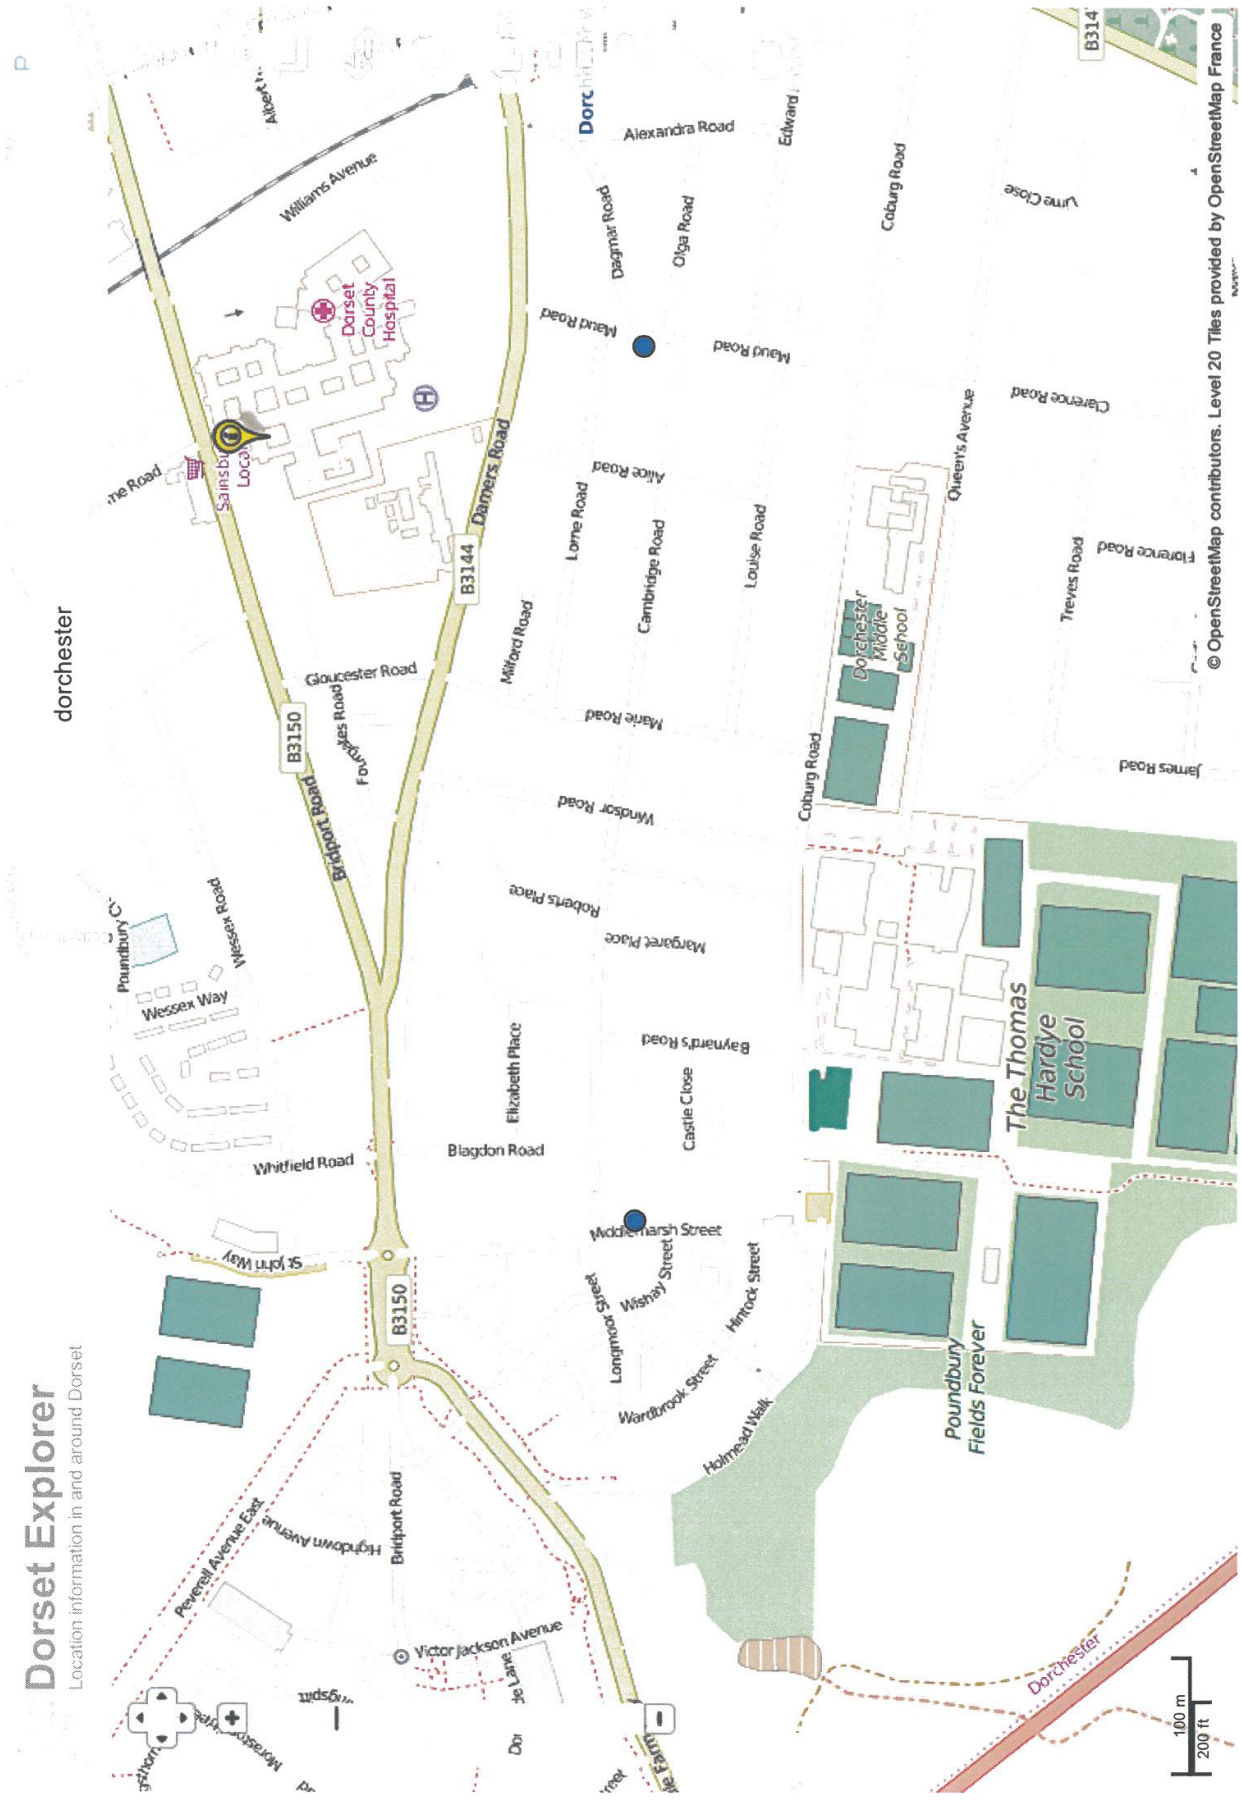 Dorset Explorer
Location information in and around Dorset
dorchester
P
Peverell Avenue East
Highdown Avenue
Bridport Road
Victor Jackson Avenue
St John Way
Whitfield Road
Wessex Way
Wessex Road
B3150
Bridport Road
B3150
Gloucester Road
Sainsbu
Local
Dorset
County
Hospital
H
Williams Avenue
Damers Road
B3144
Milford Road
Blagdon Road
Elizabeth Place
Roberts Place
Margaret Place
Baynard's Road
Castle Close
Windsor Road
Marie Road
Lorne Road
Cambridge Road
Louise Road
Alice Road
Maud Road
Maud Road
Dagmar Road
Olga Road
Alexandra Road
Edward
Coburg Road
Coburg Road
Queen's Avenue
Clarence Road
Treves Road
Florence Road
James Road
Lime Close
B314
Longmoor Street
Wishay Street
Middlemarsh Street
Hintock Street
Wardbrook Street
Holmead Walk
Dorchester
Middle
School
The Thomas
Hardye
School
Poundbury
Fields Forever
Dorchester
100 m
200 ft
© OpenStreetMap contributors. Level 20 Tiles provided by OpenStreetMap France